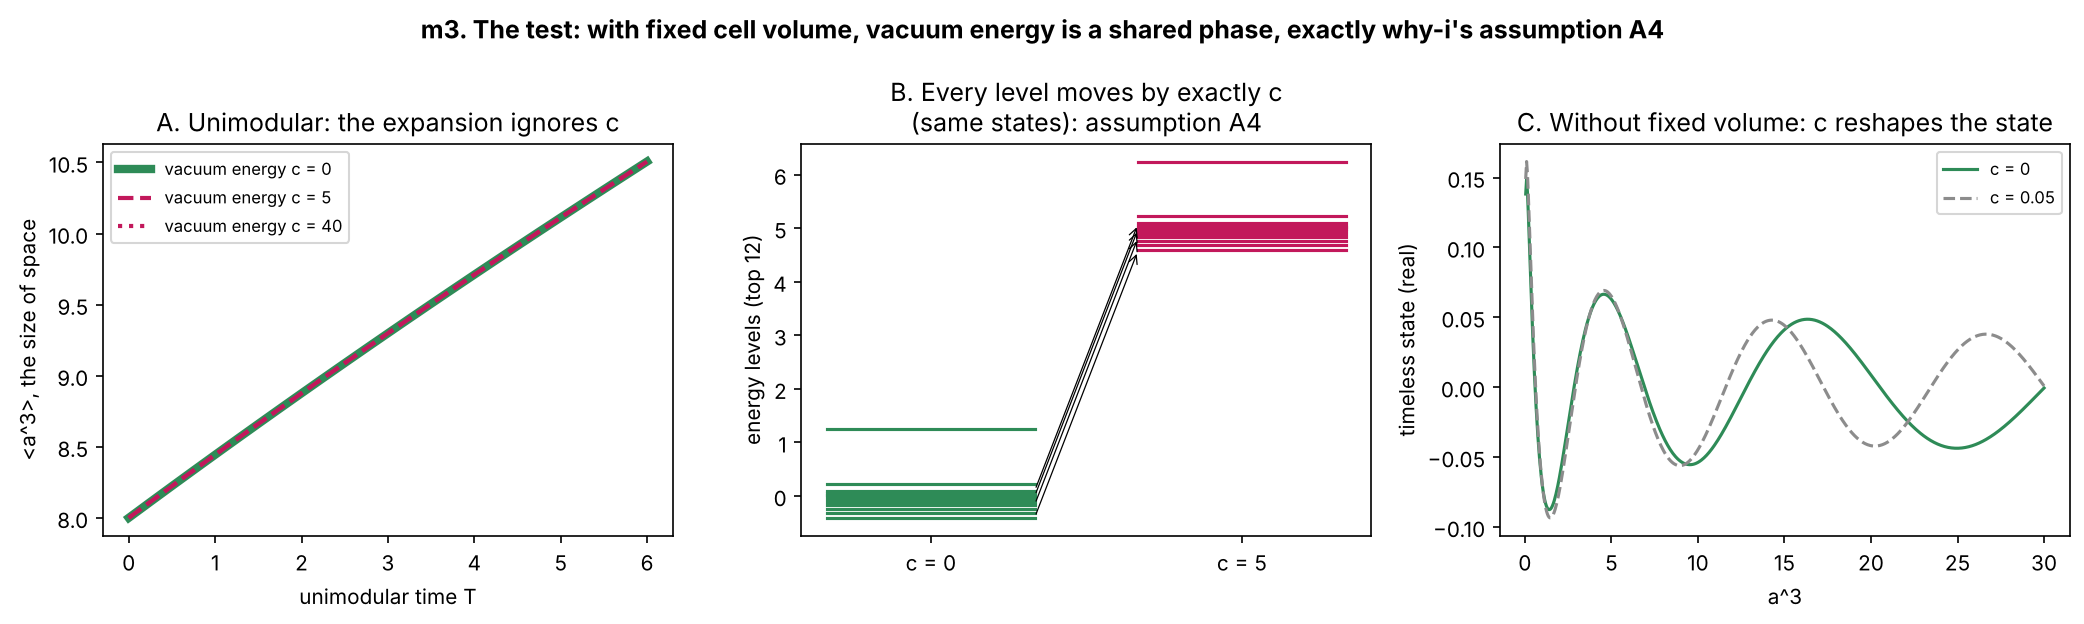 m3. The test: with fixed cell volume, vacuum energy is a shared phase, exactly why-i's assumption A4
A. Unimodular: the expansion ignores c
vacuum energy c = 0
vacuum energy c = 5
vacuum energy c = 40
<a^3>, the size of space
10.5
10.0
9.5
9.0
8.5
8.0
0 1 2 3 4 5 6
unimodular time T
B. Every level moves by exactly c
(same states): assumption A4
energy levels (top 12)
6
5
4
3
2
1
0
c = 0 c = 5
C. Without fixed volume: c reshapes the state
c = 0
c = 0.05
timeless state (real)
0.15
0.10
0.05
0.00
−0.05
−0.10
0 5 10 15 20 25 30
a^3